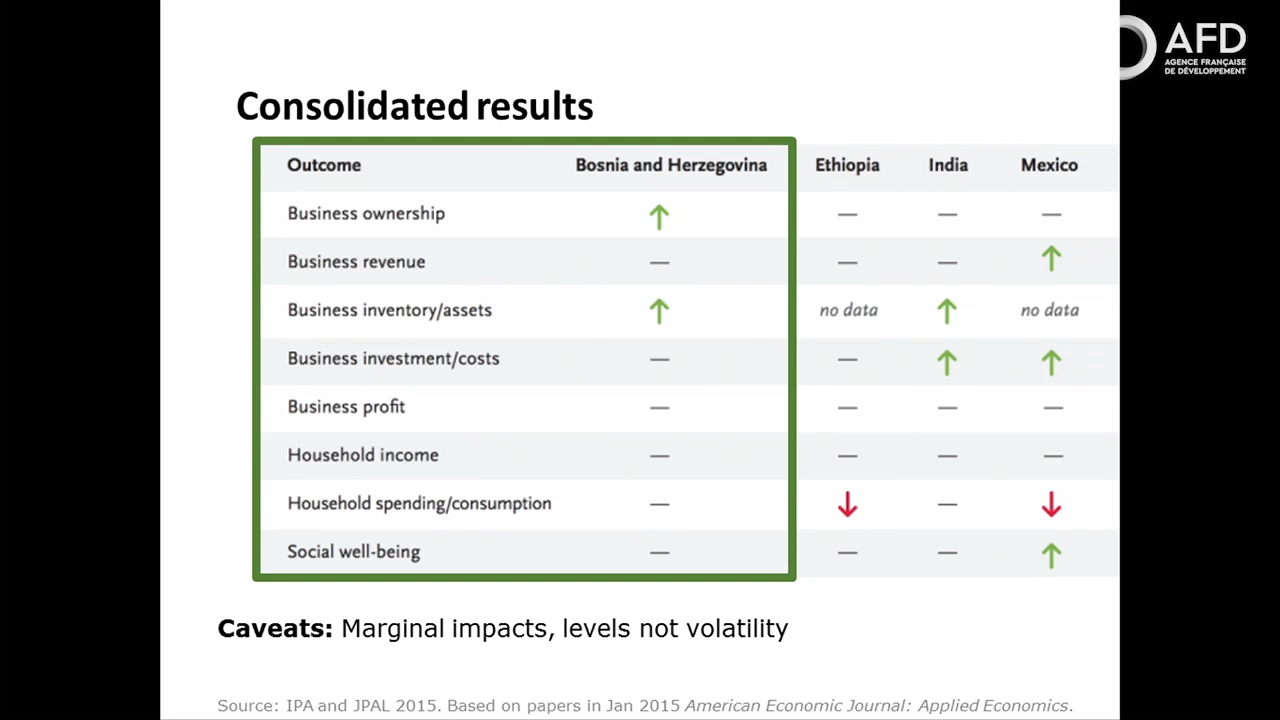 AFD
AGENCE FRANÇAISE
DE DÉVELOPPEMENT
Consolidated results
Outcome Bosnia and Herzegovina Ethiopia India Mexico
Business ownership ↑ — — —
Business revenue — — — ↑
Business inventory/assets ↑ no data ↑ no data
Business investment/costs — — ↑ ↑
Business profit — — — —
Household income — — — —
Household spending/consumption — ↓ — ↓
Social well-being — — — ↑
Caveats: Marginal impacts, levels not volatility
Source: IPA and JPAL 2015. Based on papers in Jan 2015 American Economic Journal: Applied Economics.